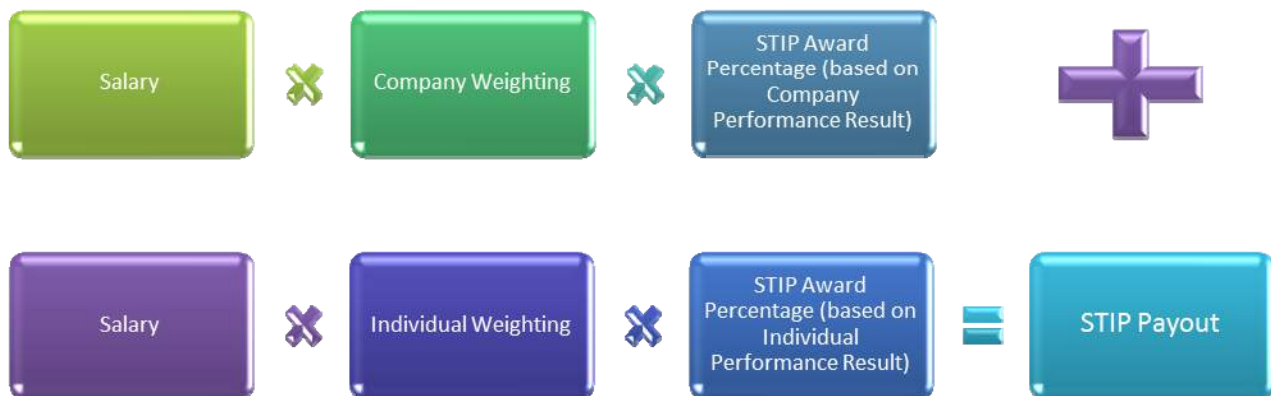 Salary
Company Weighting
STIP Award
Percentage (based on
Company
Performance Result)
Salary
Individual Weighting
STIP Award
Percentage (based on
Individual
Performance Result)
STIP Payout